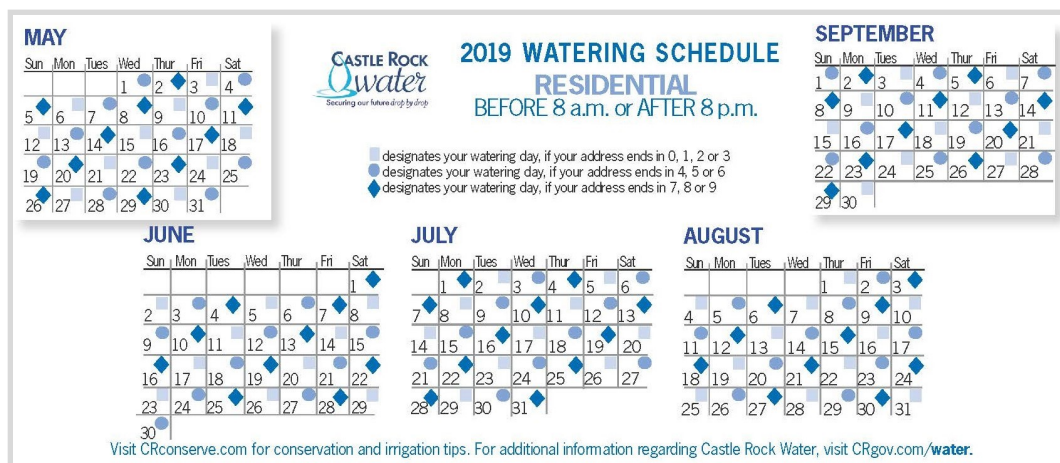 MAY
Sun Mon Tues Wed Thur Fri Sat
1 2 3 4
5 6 7 8 9 10 11
12 13 14 15 16 17 18
19 20 21 22 23 24 25
26 27 28 29 30 31
CASTLE ROCK
water
Securing our future drop by drop
2019 WATERING SCHEDULE
RESIDENTIAL
BEFORE 8 a.m. or AFTER 8 p.m.
designates your watering day, if your address ends in 0, 1, 2 or 3
designates your watering day, if your address ends in 4, 5 or 6
designates your watering day, if your address ends in 7, 8 or 9
SEPTEMBER
Sun Mon Tues Wed Thur Fri Sat
1 2 3 4 5 6 7
8 9 10 11 12 13 14
15 16 17 18 19 20 21
22 23 24 25 26 27 28
29 30
JUNE
Sun Mon Tues Wed Thur Fri Sat
1
2 3 4 5 6 7 8
9 10 11 12 13 14 15
16 17 18 19 20 21 22
23 24 25 26 27 28 29
30
JULY
Sun Mon Tues Wed Thur Fri Sat
1 2 3 4 5 6
7 8 9 10 11 12 13
14 15 16 17 18 19 20
21 22 23 24 25 26 27
28 29 30 31
AUGUST
Sun Mon Tues Wed Thur Fri Sat
1 2 3
4 5 6 7 8 9 10
11 12 13 14 15 16 17
18 19 20 21 22 23 24
25 26 27 28 29 30 31
Visit CRconserve.com for conservation and irrigation tips. For additional information regarding Castle Rock Water, visit CRgov.com/water.